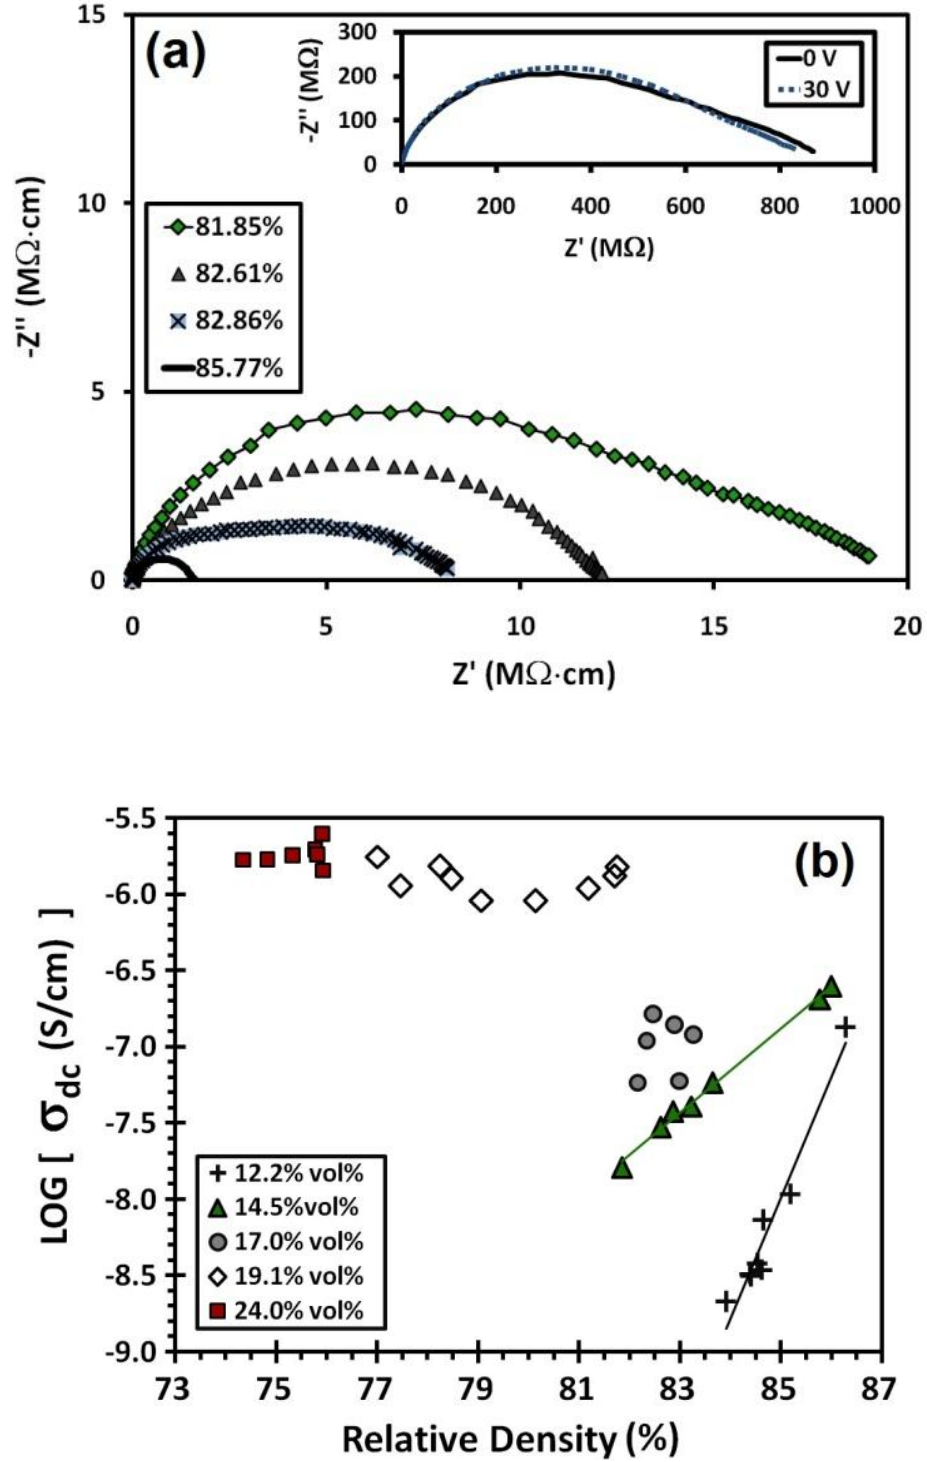 (a)
15
10
5
0
-Z'' (MΩ·cm)
300
200
100
0
-Z'' (MΩ)
0 V
30 V
0 200 400 600 800 1000
Z' (MΩ)
81.85%
82.61%
82.86%
85.77%
0 5 10 15 20
Z' (MΩ·cm)
(b)
-5.5
-6.0
-6.5
-7.0
-7.5
-8.0
-8.5
-9.0
LOG [ σdc (S/cm) ]
12.2% vol%
14.5%vol%
17.0% vol%
19.1% vol%
24.0% vol%
73 75 77 79 81 83 85 87
Relative Density (%)